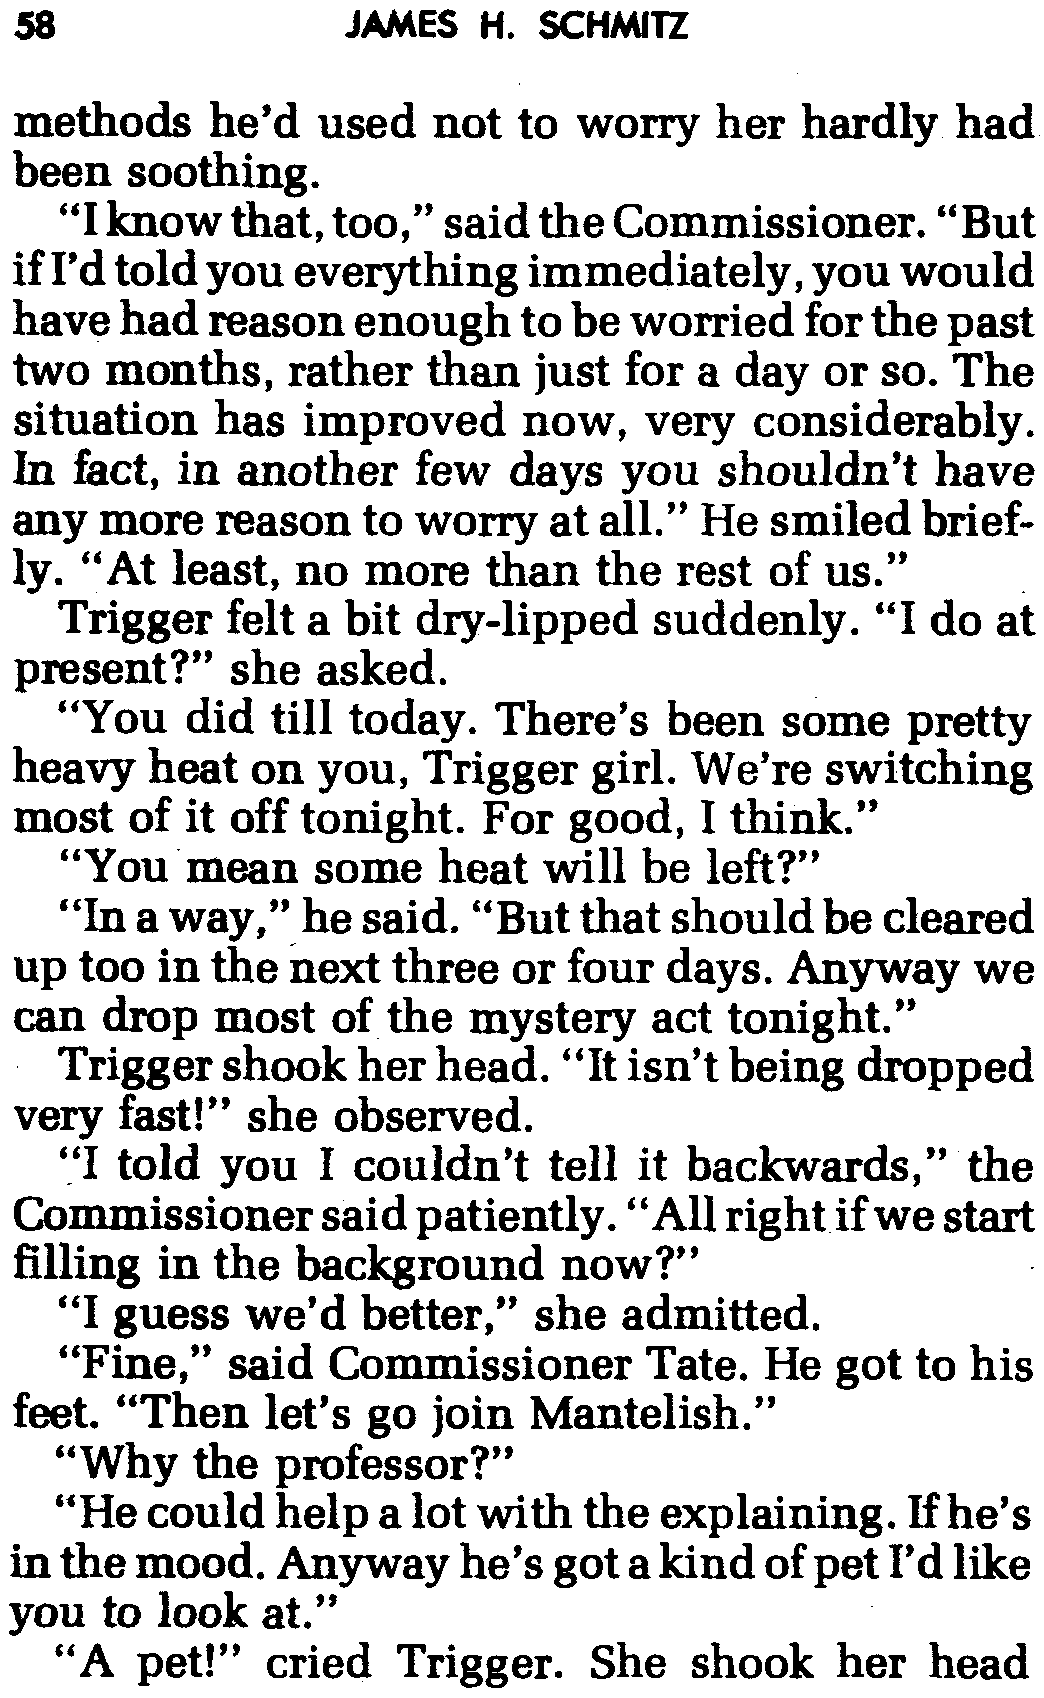 58 JAMES H. SCHMITZ
methods he'd used not to worry her hardly had
been soothing.
“I know that, too,” said the Commissioner. “But
if I'd told you everything immediately, you would
have had reason enough to be worried for the past
two months, rather than just for a day or so. The
situation has improved now, very considerably.
In fact, in another few days you shouldn't have
any more reason to worry at all.” He smiled brief-
ly. “At least, no more than the rest of us.”
Trigger felt a bit dry-lipped suddenly. “I do at
present?” she asked.
“You did till today. There's been some pretty
heavy heat on you, Trigger girl. We're switching
most of it off tonight. For good, I think.”
“You mean some heat will be left?”
“In a way,” he said. “But that should be cleared
up too in the next three or four days. Anyway we
can drop most of the mystery act tonight.”
Trigger shook her head. “It isn't being dropped
very fast!” she observed.
“I told you I couldn't tell it backwards,” the
Commissioner said patiently. “All right if we start
filling in the background now?”
“I guess we'd better,” she admitted.
“Fine,” said Commissioner Tate. He got to his
feet. “Then let's go join Mantelish.”
“Why the professor?”
“He could help a lot with the explaining. If he's
in the mood. Anyway he's got a kind of pet I'd like
you to look at.”
“A pet!” cried Trigger. She shook her head